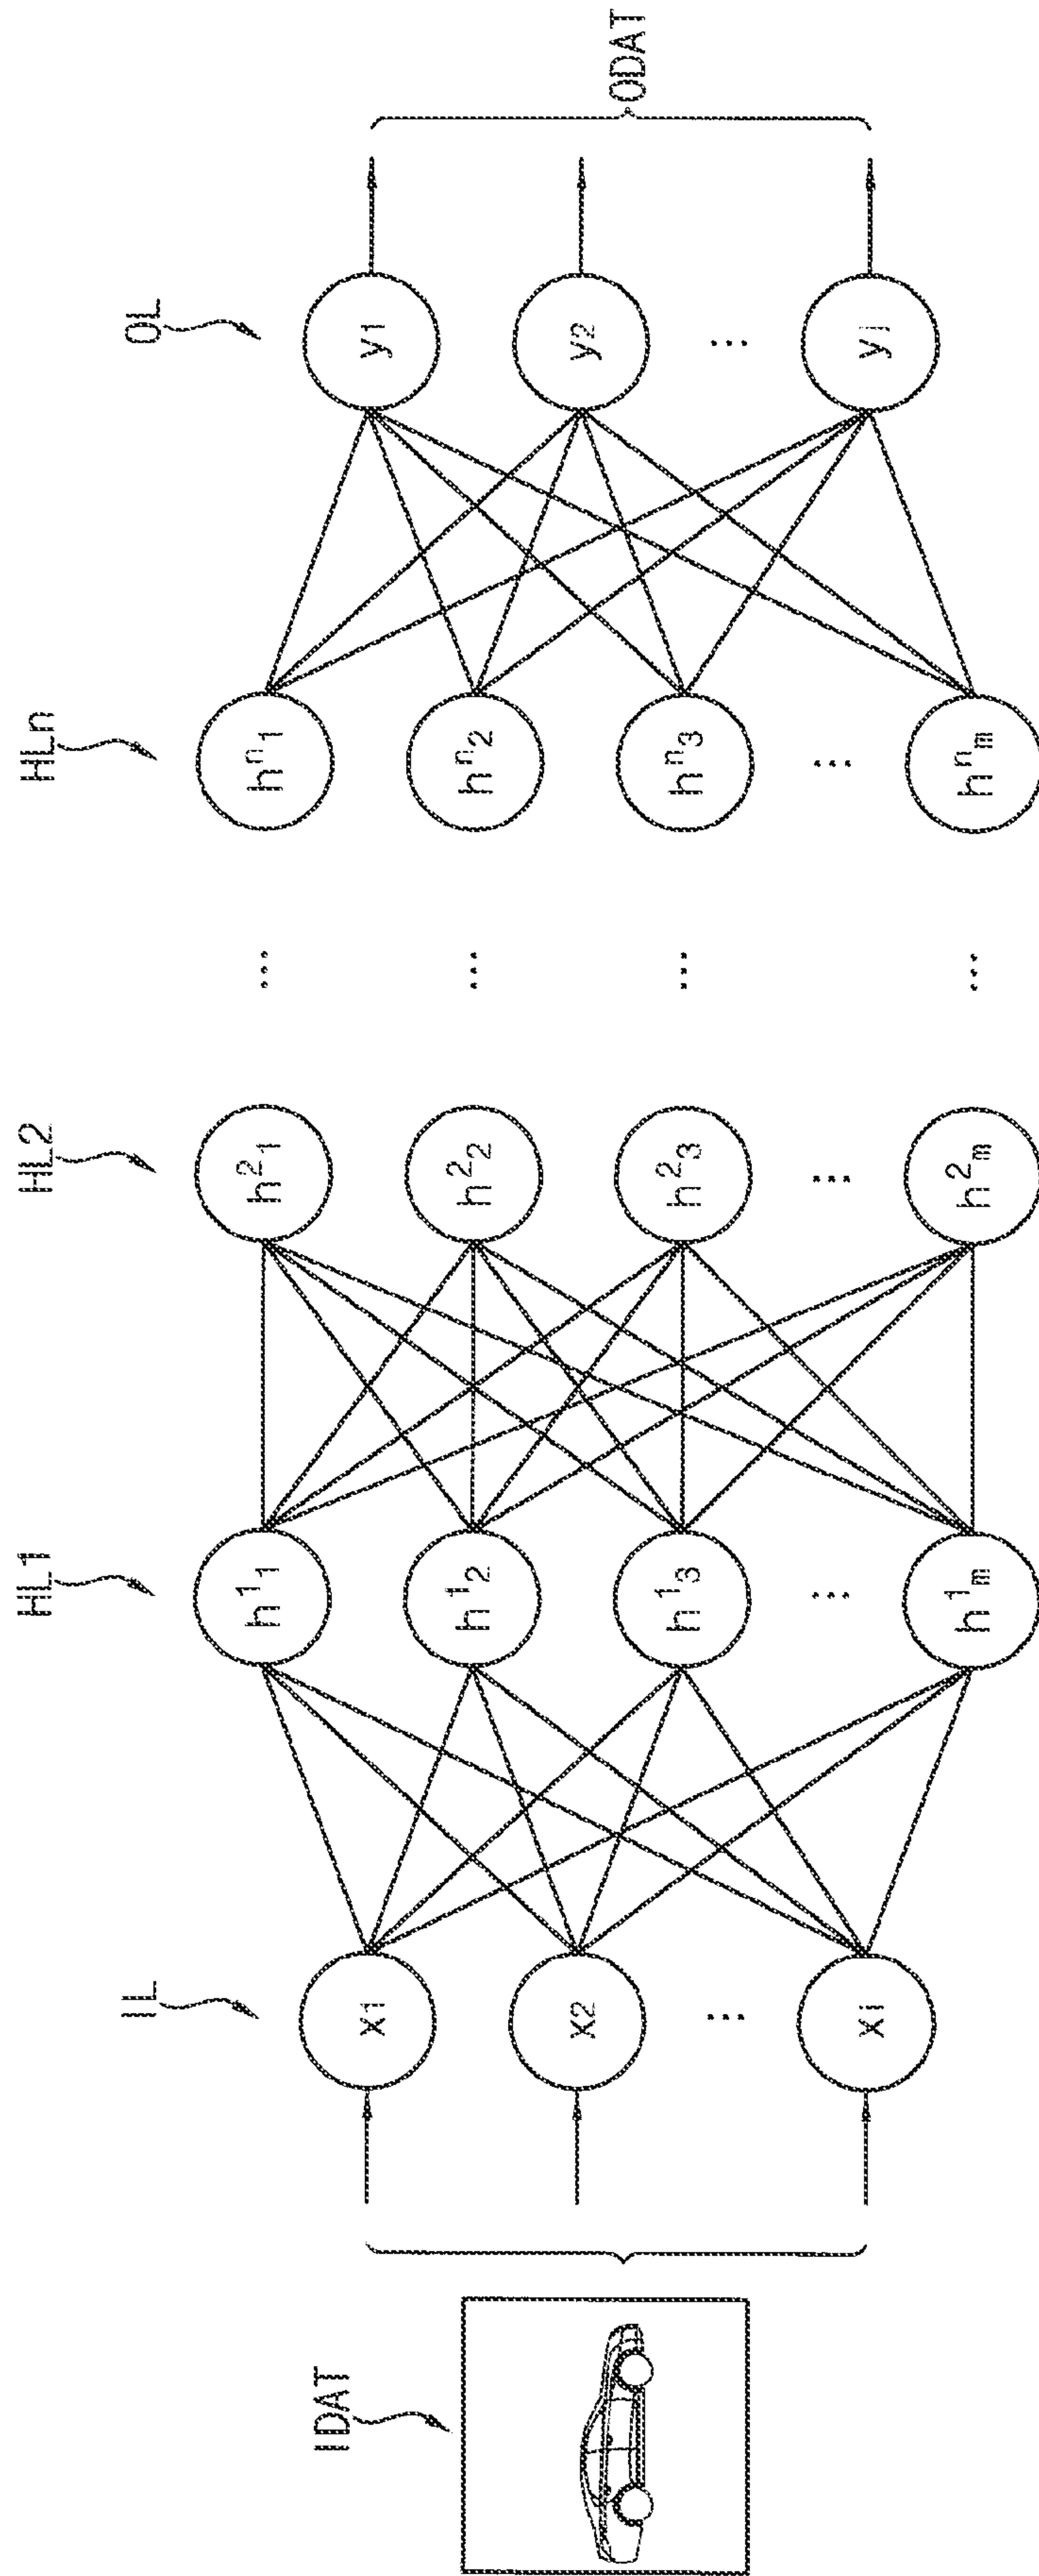 IDAT
IL
x1
x2
⋮
xi
HL1
h¹1
h¹2
h¹3
⋮
h¹m
HL2
h²1
h²2
h²3
⋮
h²m
...
...
...
...
HLn
hⁿ1
hⁿ2
hⁿ3
⋮
hⁿm
OL
y1
y2
⋮
yj
ODAT